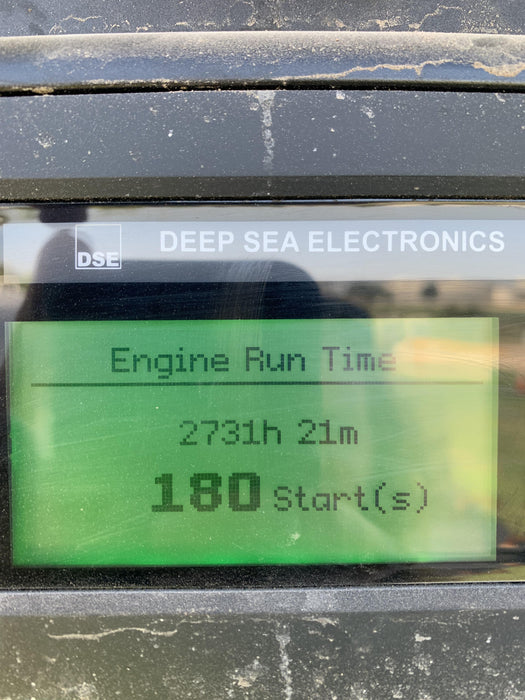 DSE DEEP SEA ELECTRONICS
Engine Run Time
2731h 21m
180 Start(s)